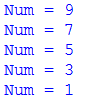 Num = 9
Num = 7
Num = 5
Num = 3
Num = 1